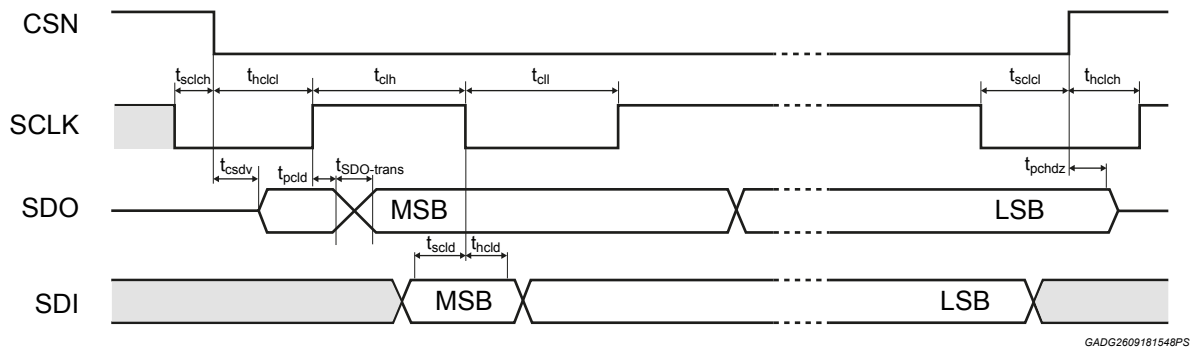 CSN
tsclch thclcl tclh tcll tsclcl thclch
SCLK
tcsdv tpcld tSDO-trans tpchdz
SDO MSB LSB
tscld thcld
SDI MSB LSB
GADG2609181548PS